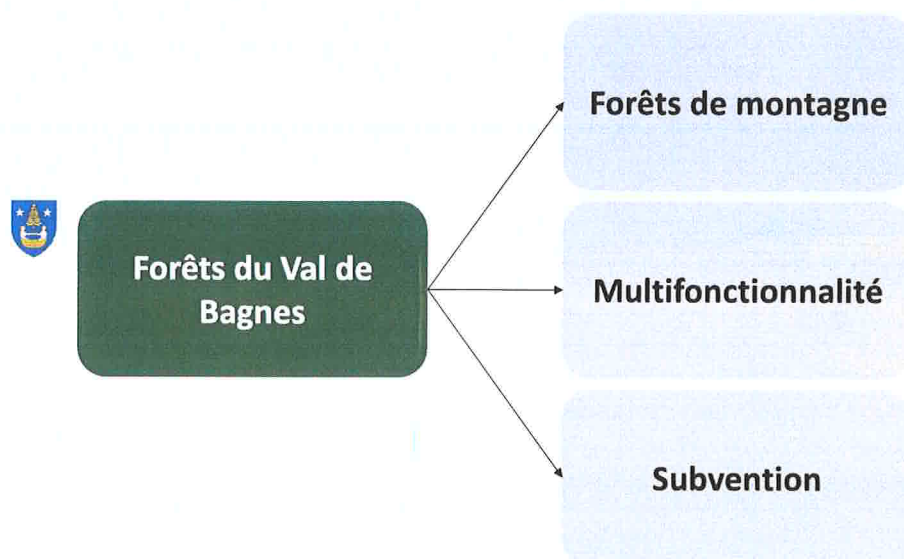 Forêts de montagne
Forêts du Val de
Bagnes
Multifonctionnalité
Subvention